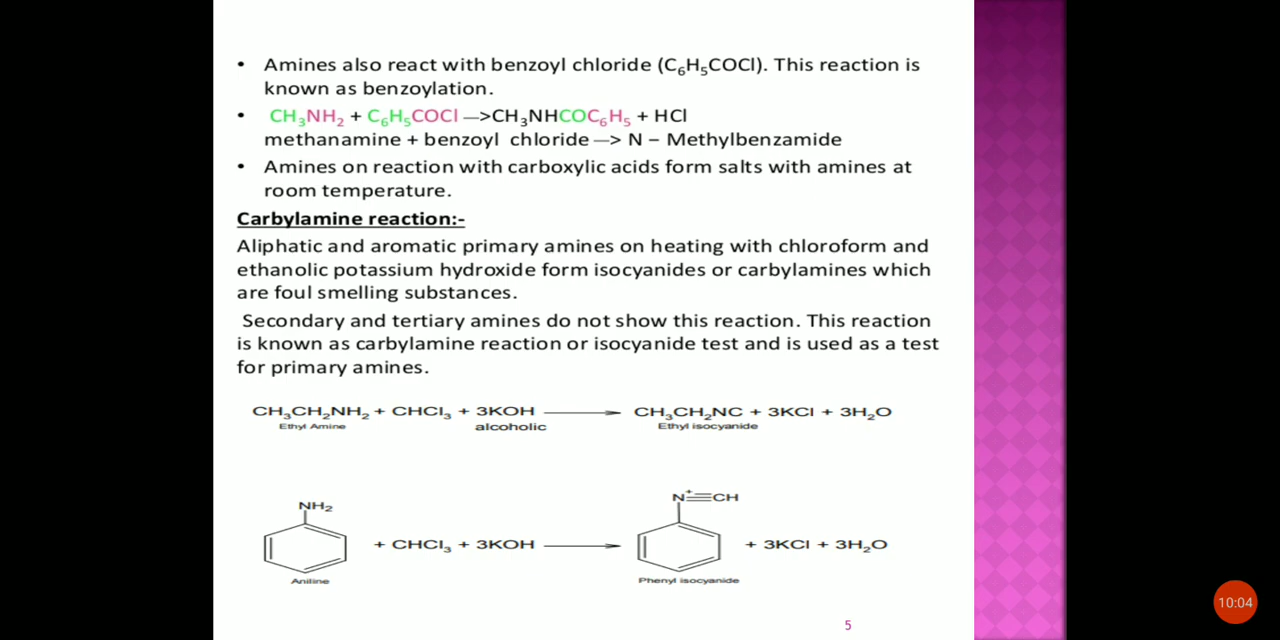 • Amines also react with benzoyl chloride (C₆H₅COCl). This reaction is
known as benzoylation.
• CH₃NH₂ + C₆H₅COCl —>CH₃NHCOC₆H₅ + HCl
methanamine + benzoyl chloride —> N – Methylbenzamide
• Amines on reaction with carboxylic acids form salts with amines at
room temperature.
Carbylamine reaction:-
Aliphatic and aromatic primary amines on heating with chloroform and
ethanolic potassium hydroxide form isocyanides or carbylamines which
are foul smelling substances.
Secondary and tertiary amines do not show this reaction. This reaction
is known as carbylamine reaction or isocyanide test and is used as a test
for primary amines.
CH₃CH₂NH₂ + CHCl₃ + 3KOH ⟶ CH₃CH₂NC + 3KCl + 3H₂O
Ethyl Amine alcoholic Ethyl isocyanide
NH₂ N⁺≡CH
+ CHCl₃ + 3KOH ⟶ + 3KCl + 3H₂O
Aniline Phenyl isocyanide
10:04
5